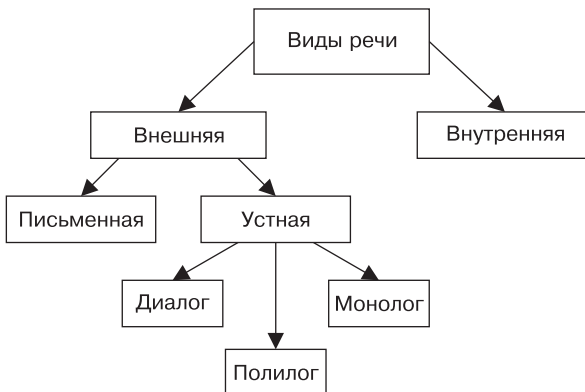 Виды речи
Внешняя
Внутренняя
Письменная
Устная
Диалог
Монолог
Полилог